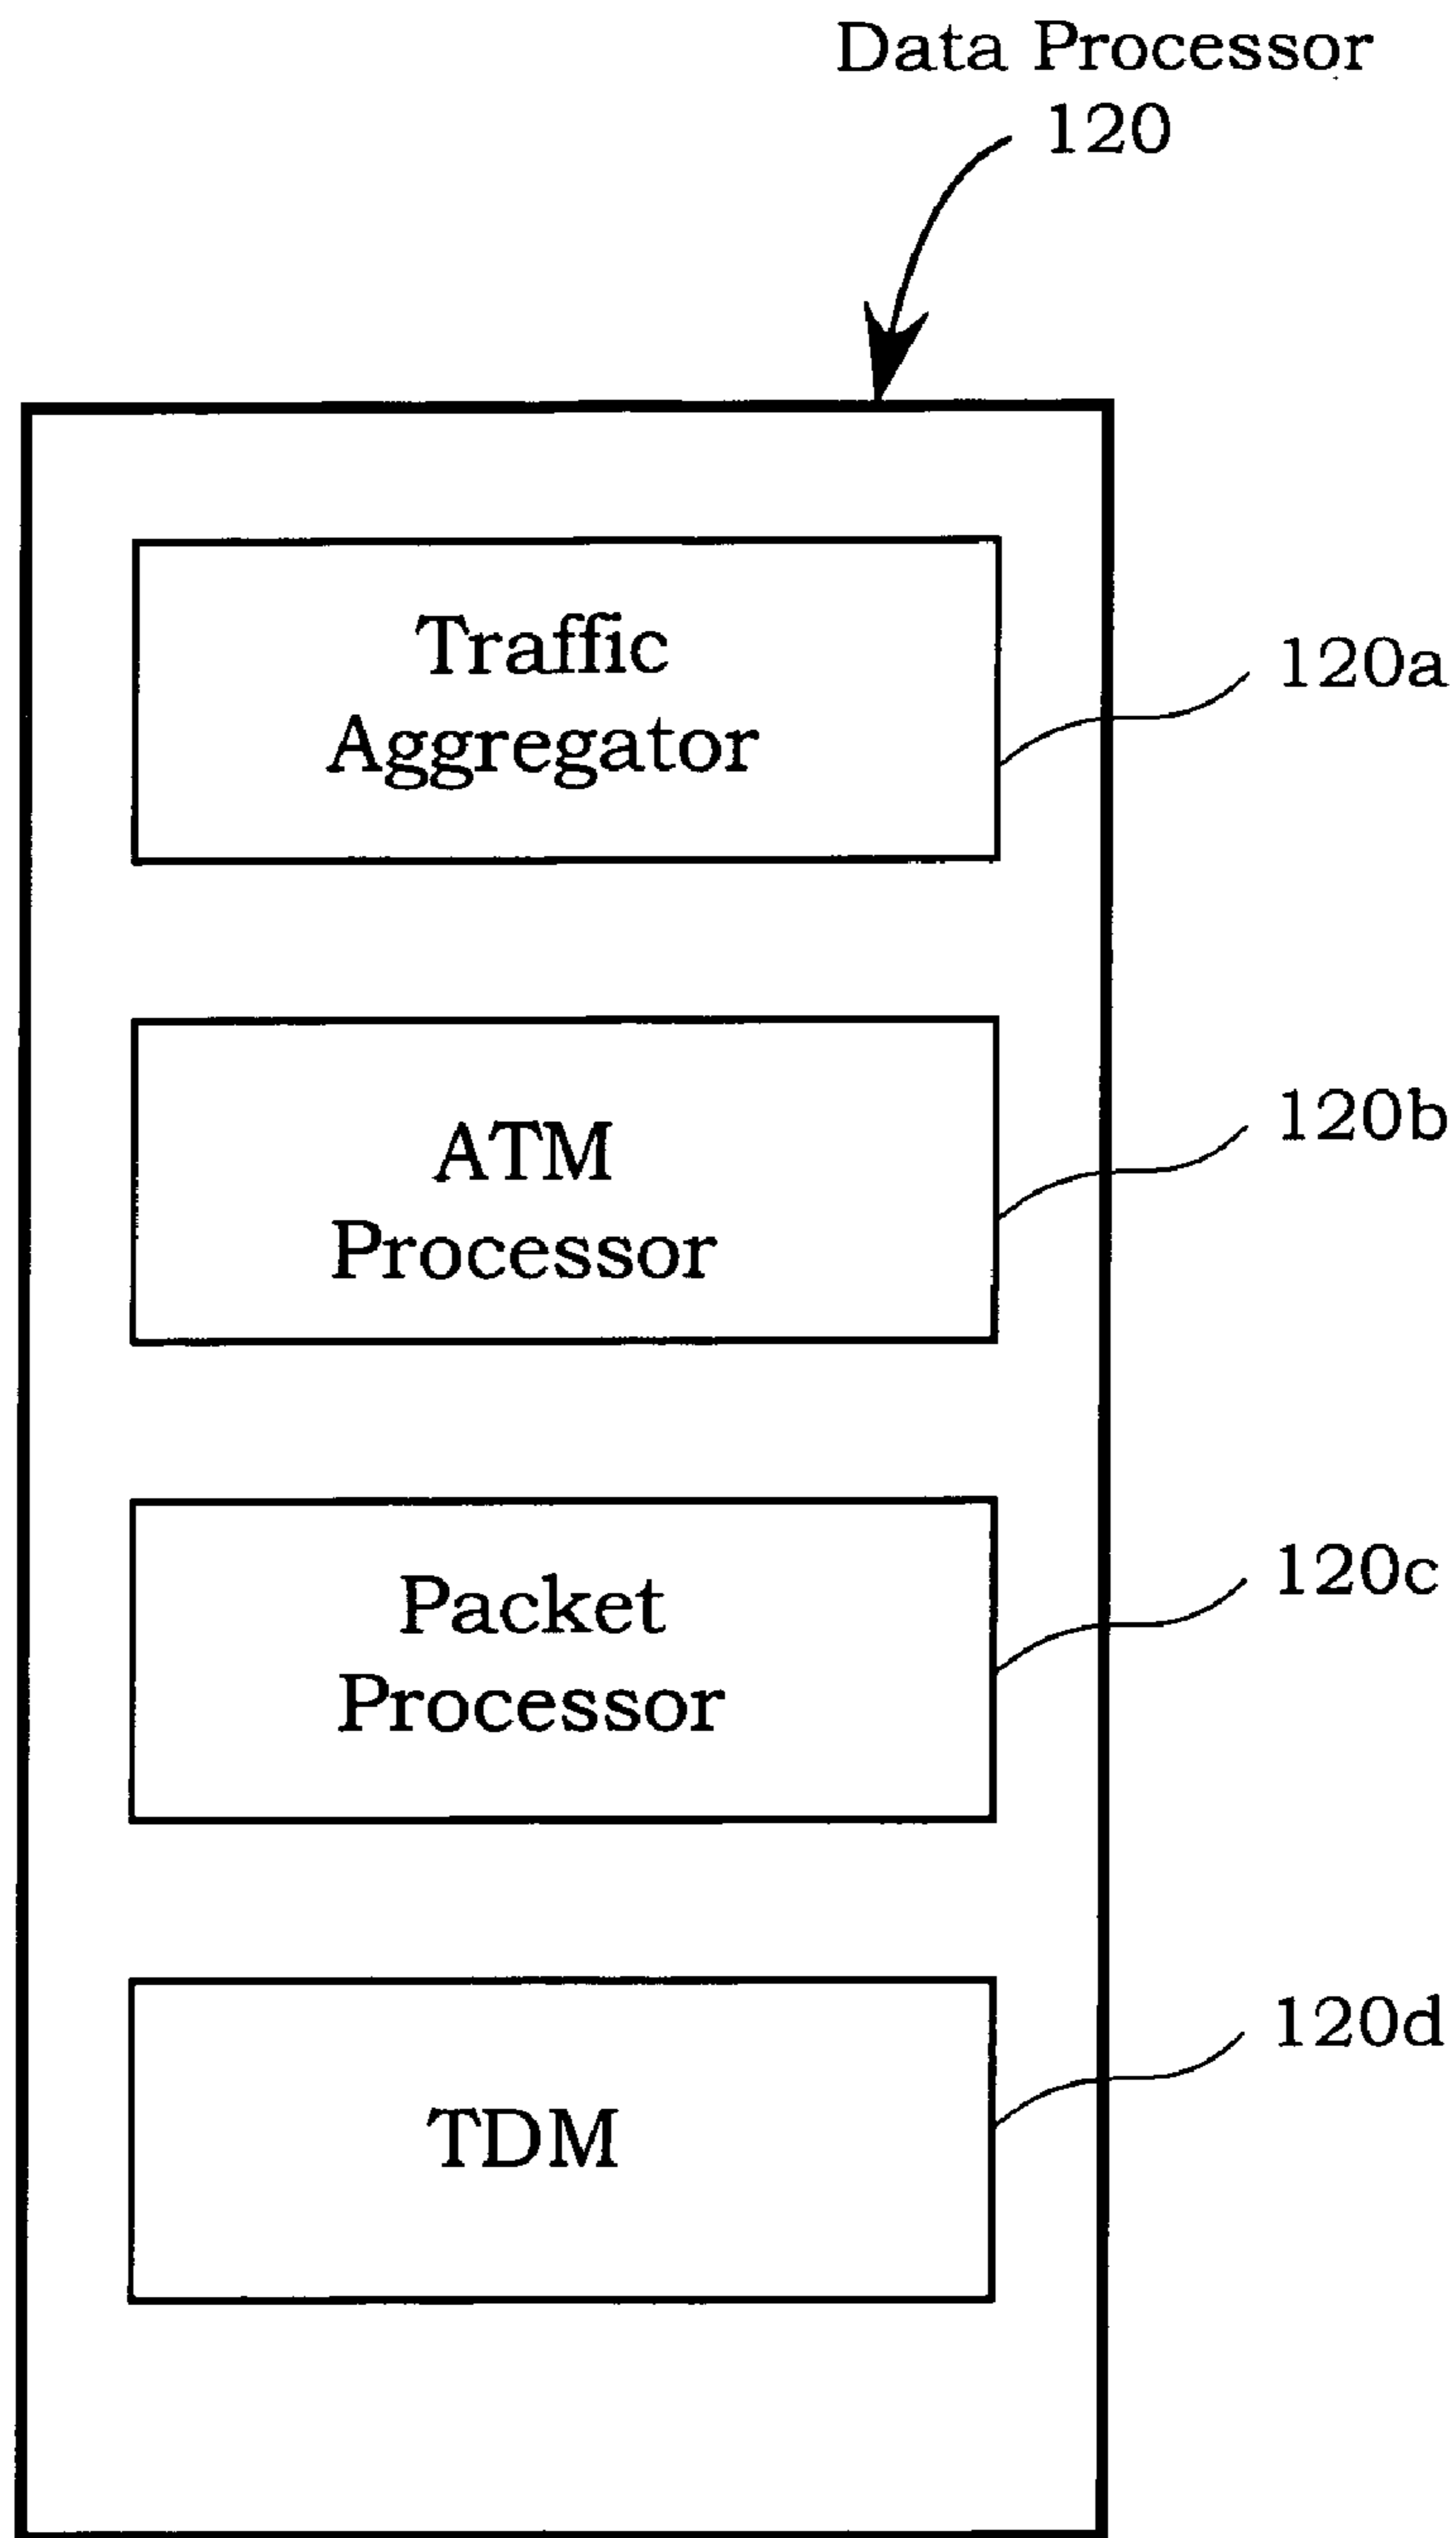 Data Processor
120
Traffic
Aggregator
120a
ATM
Processor
120b
Packet
Processor
120c
TDM
120d